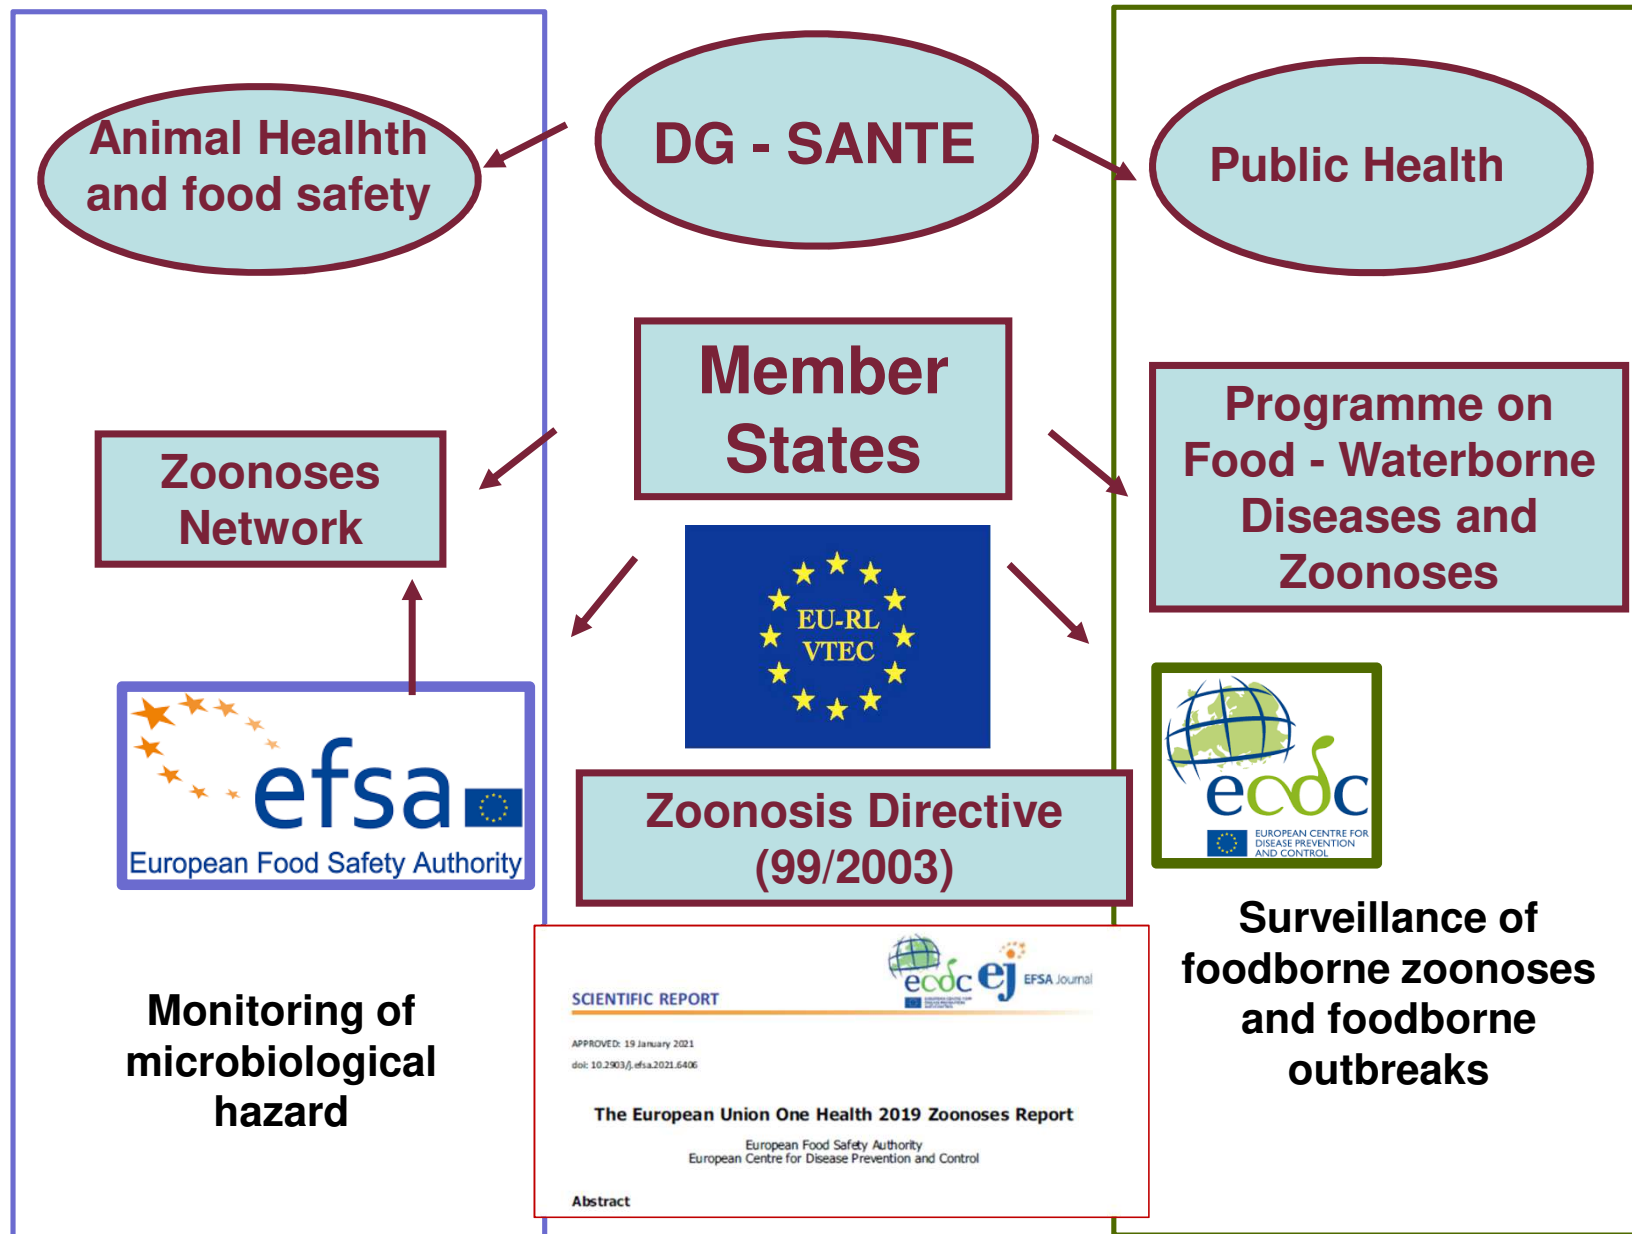 DG - SANTE
Animal Healhth
and food safety
Public Health
Member
States
Zoonoses
Network
Programme on
Food - Waterborne
Diseases and
Zoonoses
EU-RL
VTEC
efsa
European Food Safety Authority
ecdc
EUROPEAN CENTRE FOR
DISEASE PREVENTION
AND CONTROL
Zoonosis Directive
(99/2003)
Monitoring of
microbiological
hazard
Surveillance of
foodborne zoonoses
and foodborne
outbreaks
ecdc
ej EFSA Journal
SCIENTIFIC REPORT
APPROVED: 19 January 2021
doi: 10.2903/j.efsa.2021.6406
The European Union One Health 2019 Zoonoses Report
European Food Safety Authority
European Centre for Disease Prevention and Control
Abstract